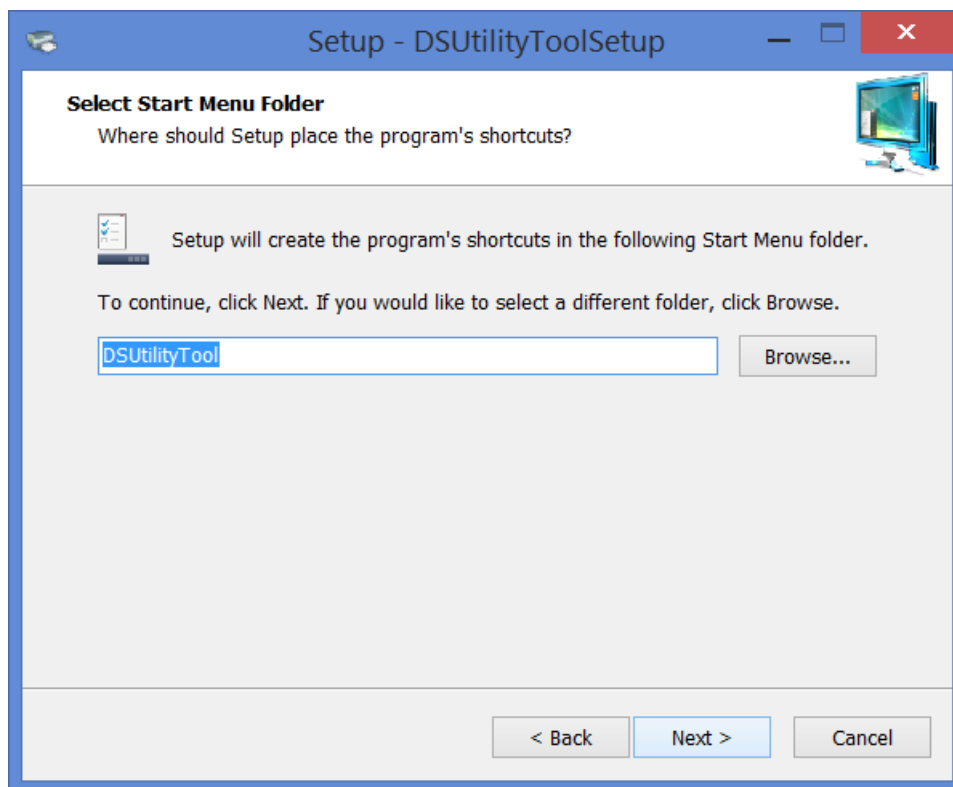 Setup - DSUtilityToolSetup
Select Start Menu Folder
Where should Setup place the program's shortcuts?
Setup will create the program's shortcuts in the following Start Menu folder.
To continue, click Next. If you would like to select a different folder, click Browse.
DSUtilityTool
Browse...
< Back
Next >
Cancel